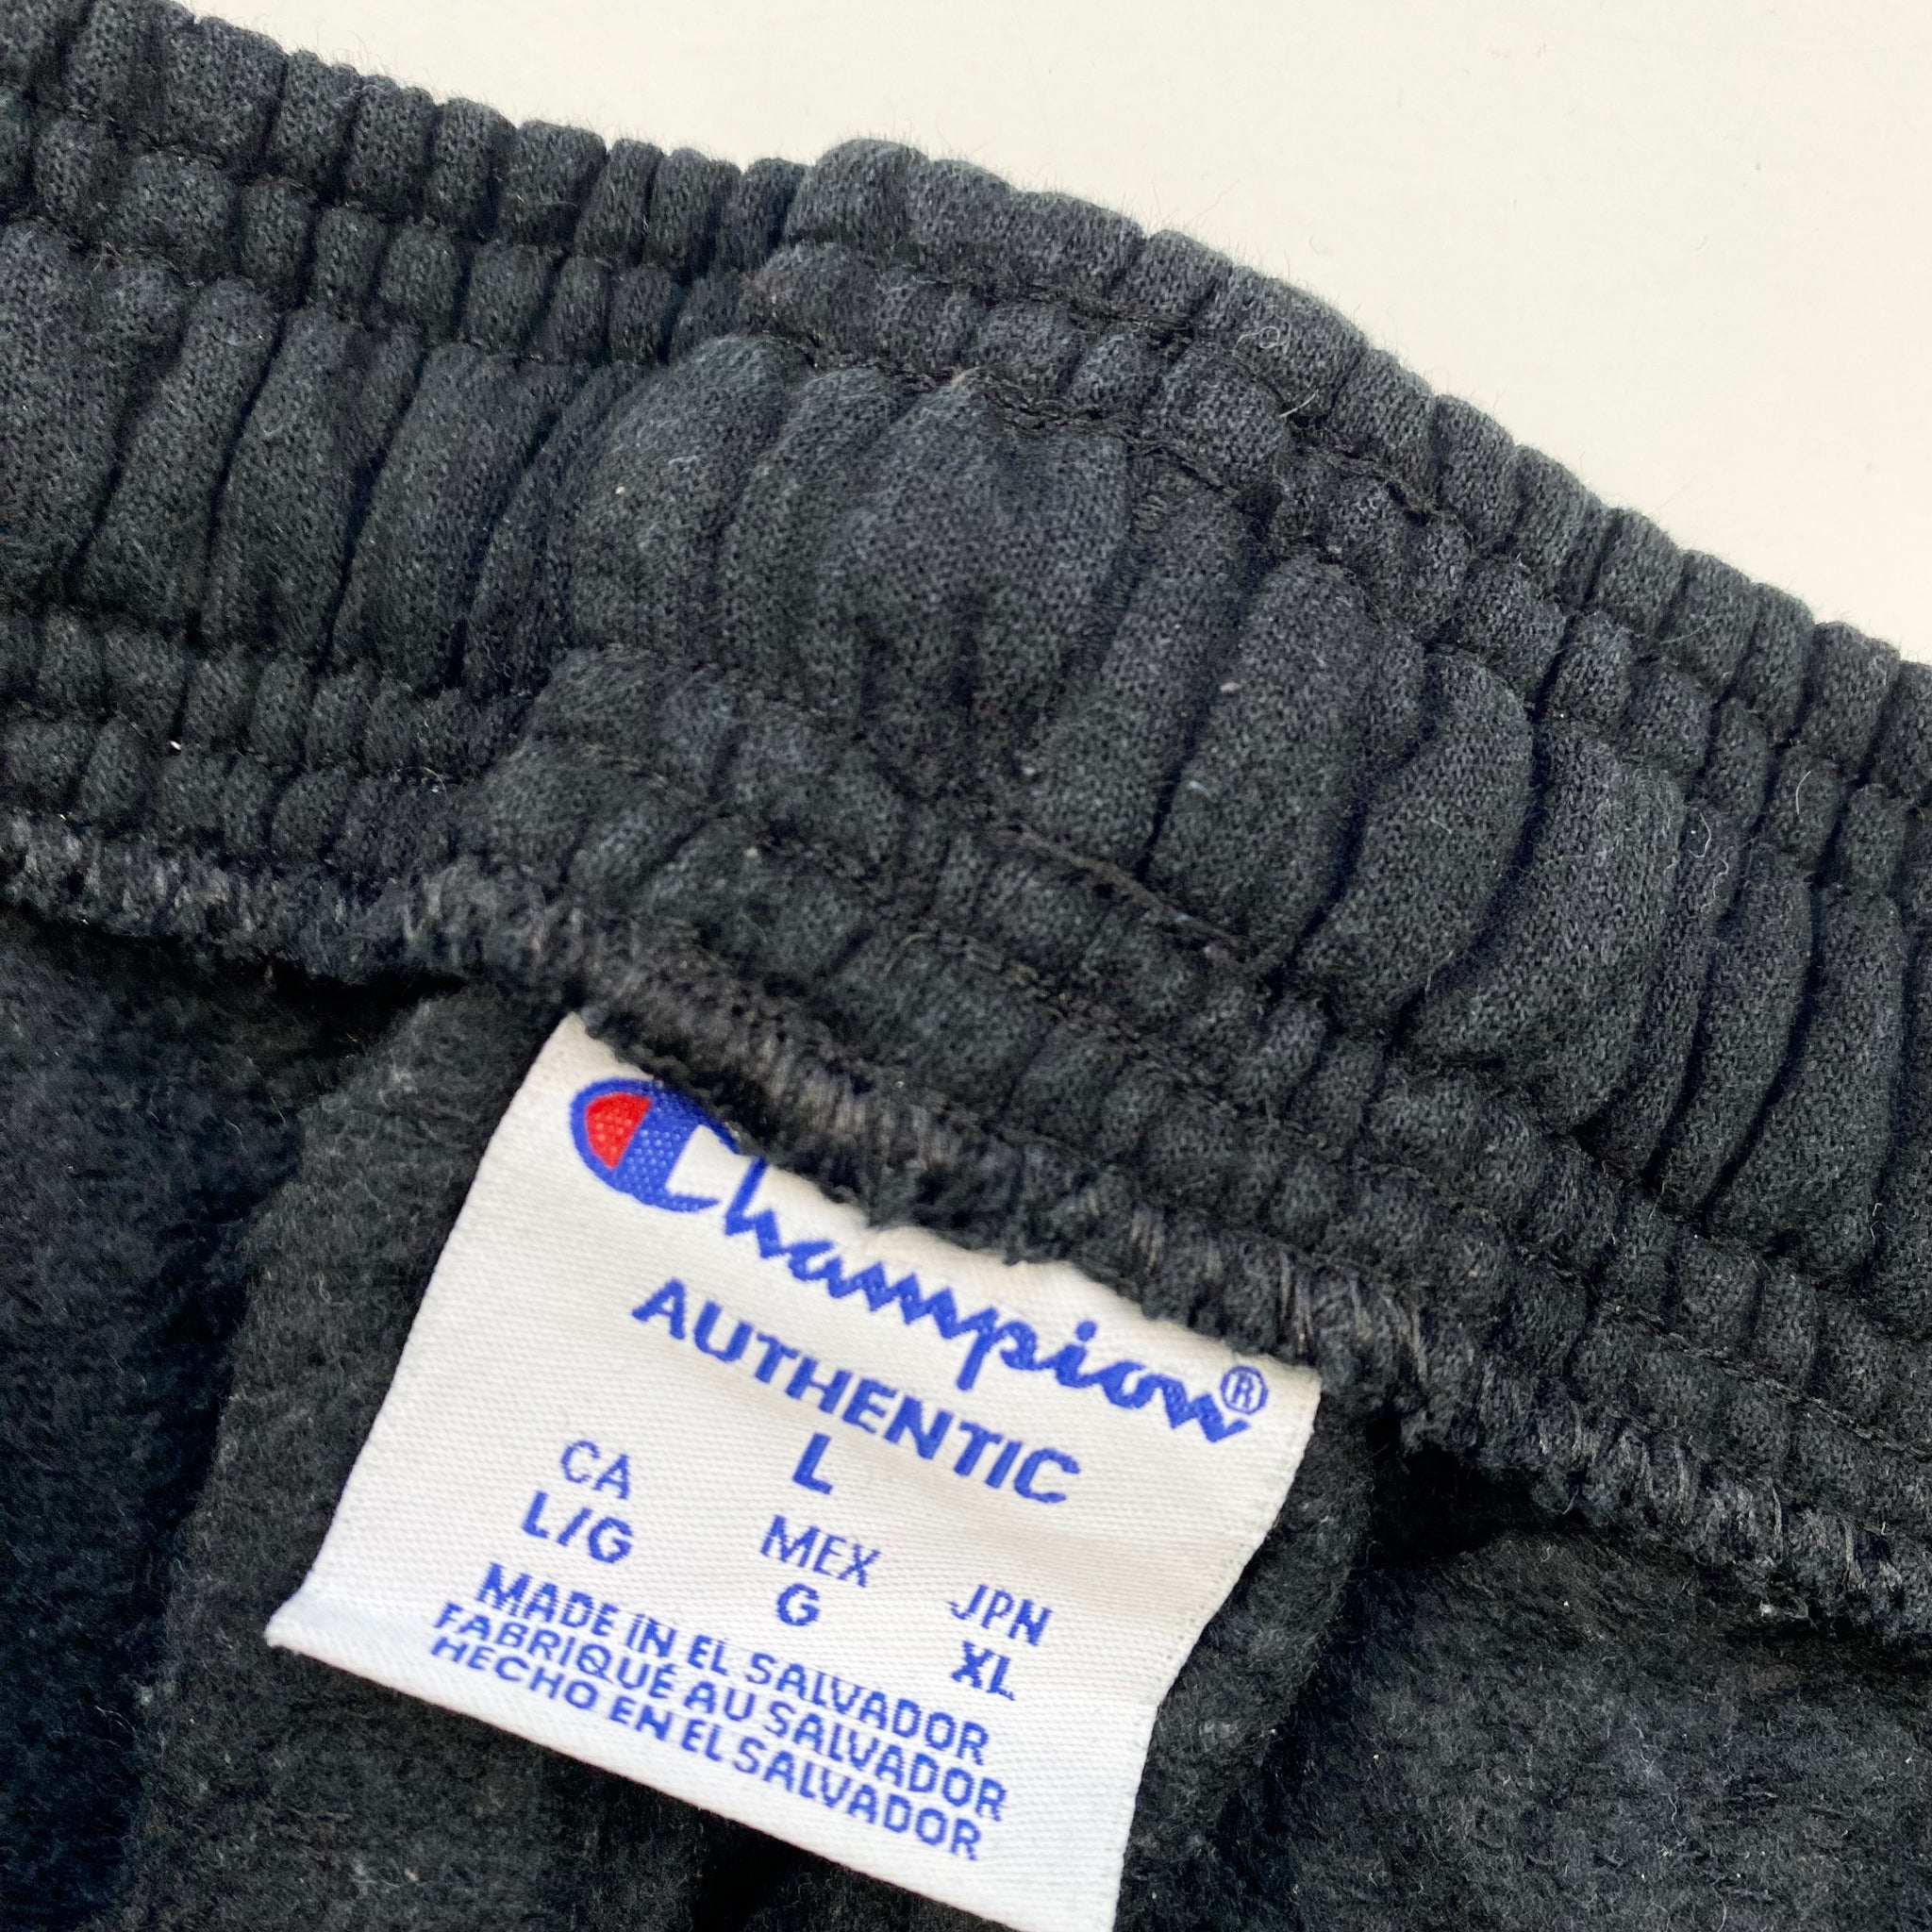 Champion®
AUTHENTIC
L
CA MEX JPN
L/G G XL
MADE IN EL SALVADOR
FABRIQUÉ AU SALVADOR
HECHO EN EL SALVADOR